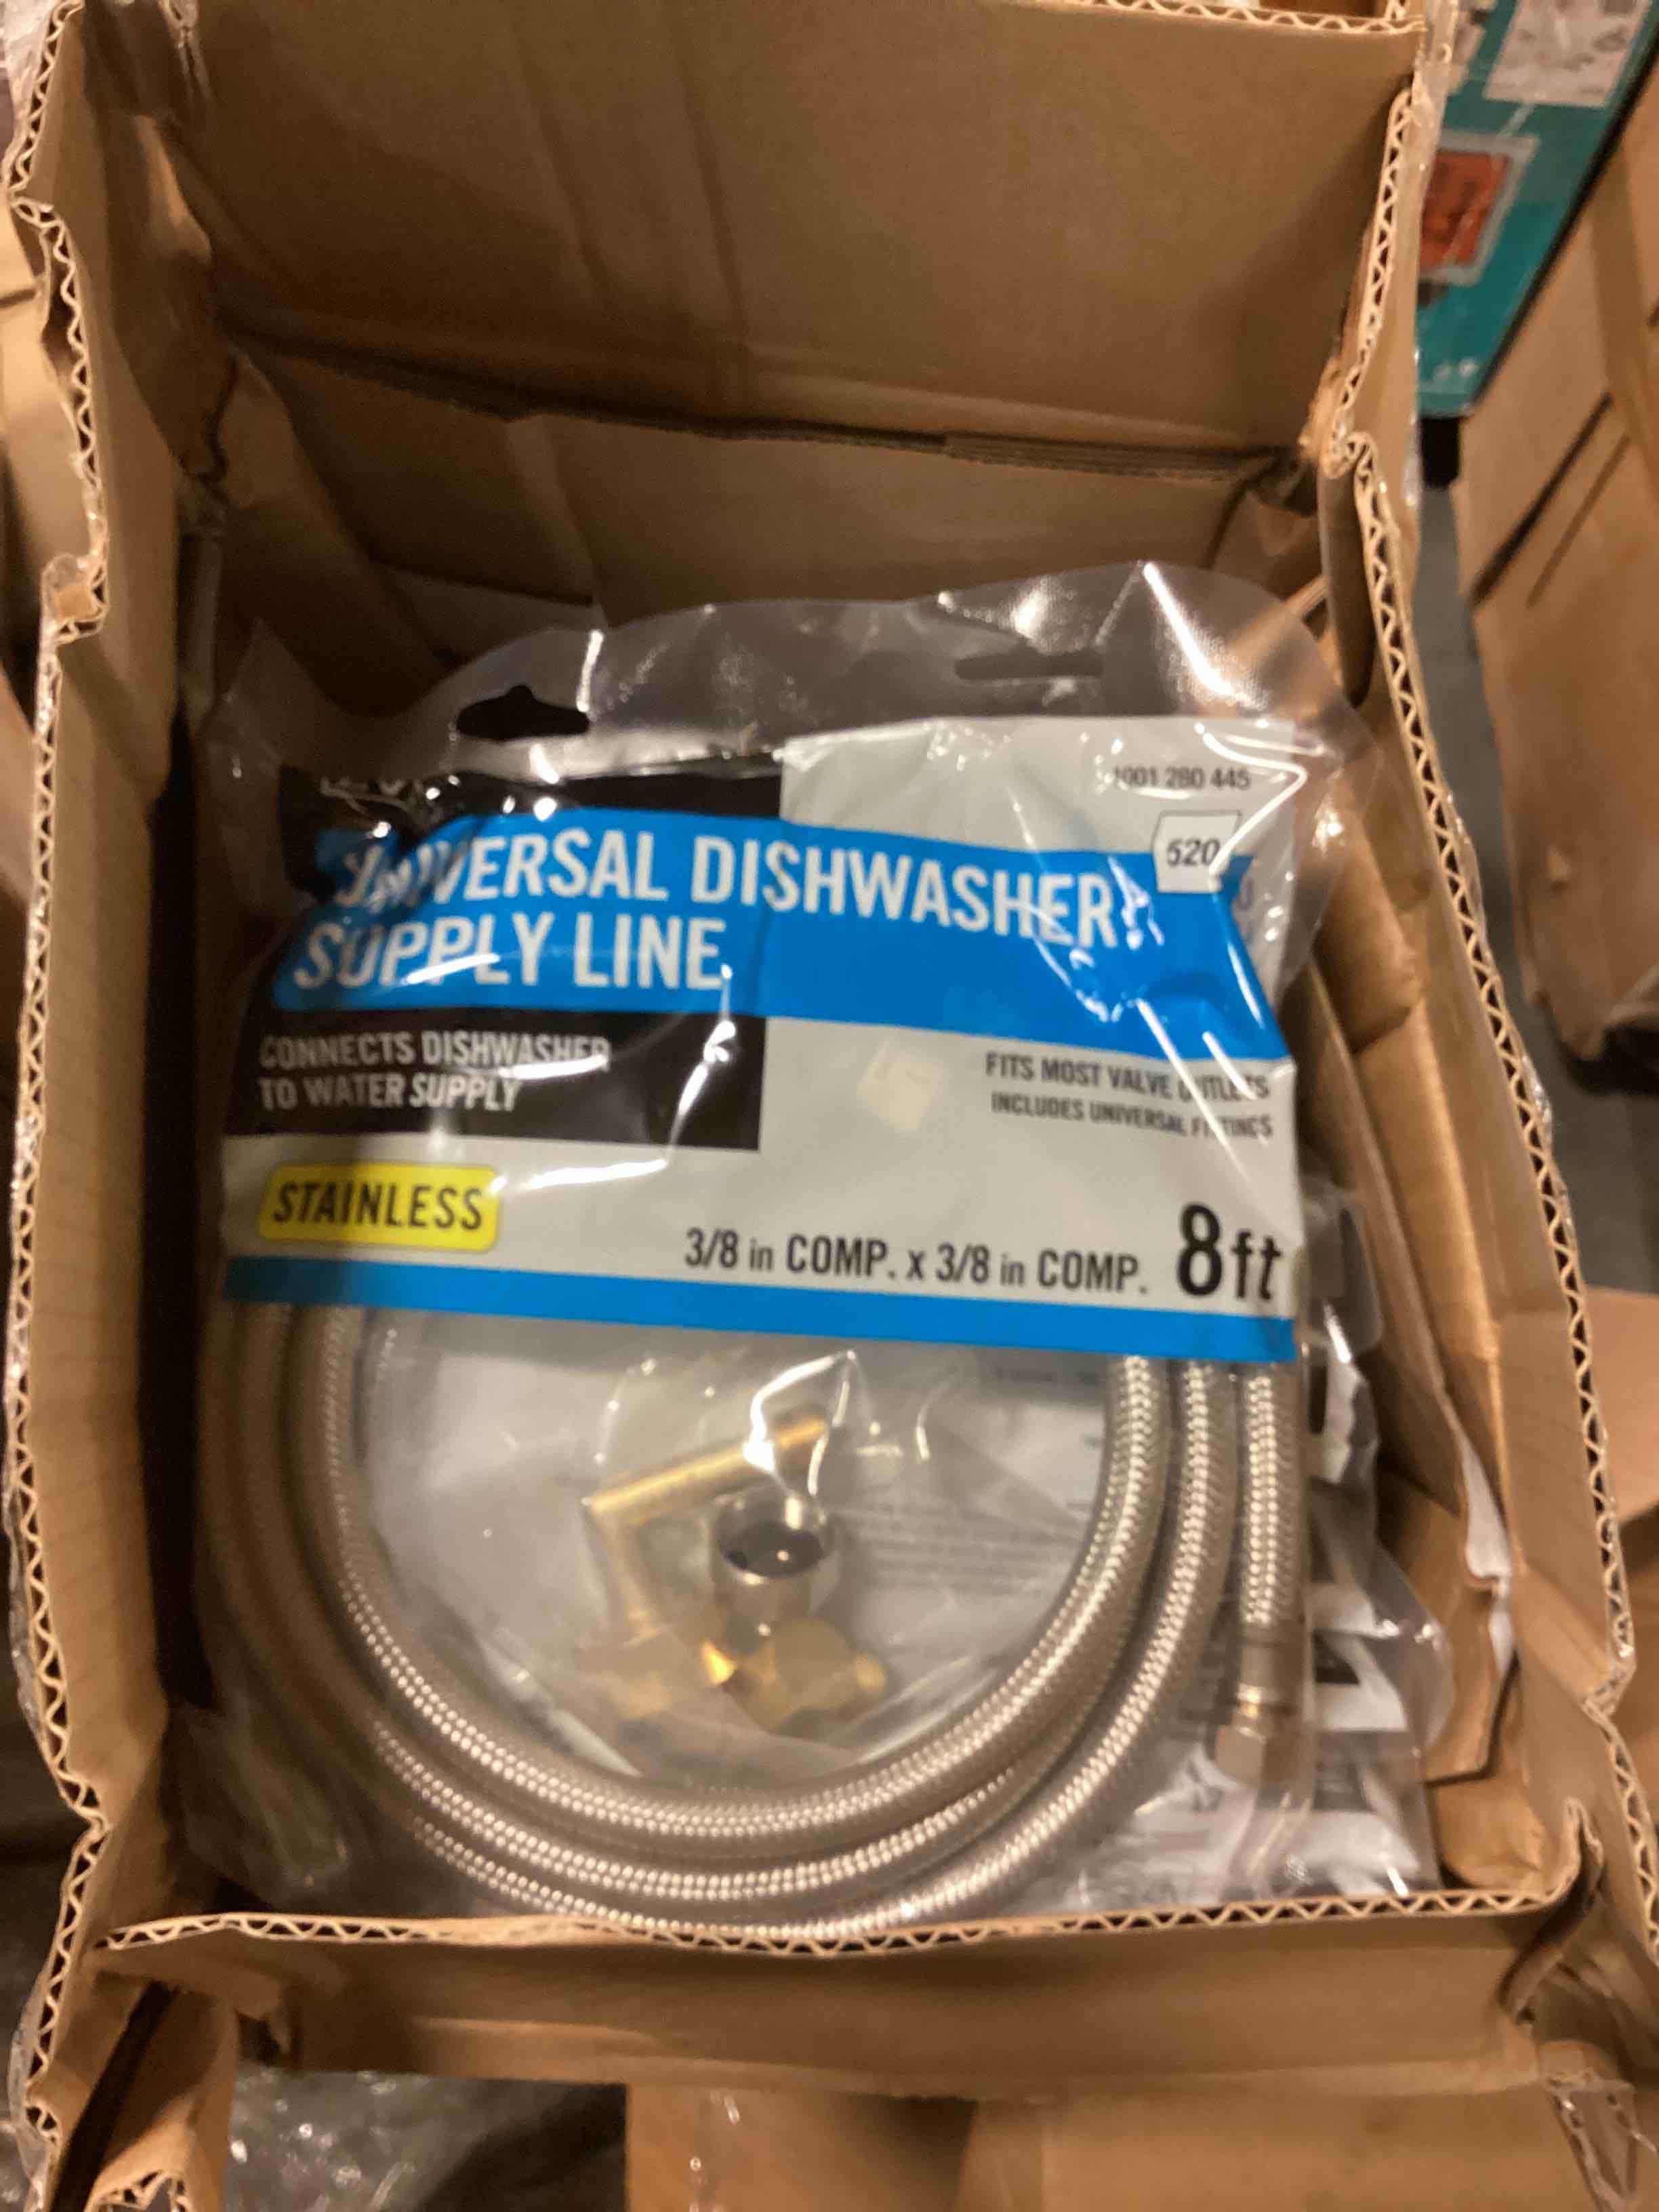 1001 280 445
520
UNIVERSAL DISHWASHER
SUPPLY LINE
CONNECTS DISHWASHER
TO WATER SUPPLY
FITS MOST VALVE OUTLETS
INCLUDES UNIVERSAL FITTINGS
STAINLESS
3/8 in COMP. x 3/8 in COMP. 8ft